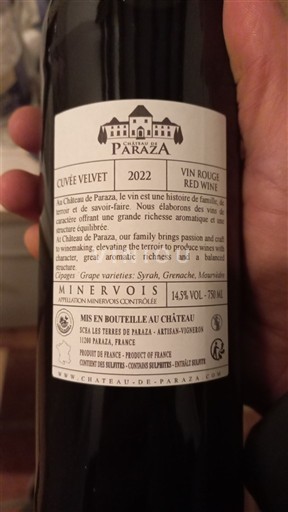 CHÂTEAU DE
PARAZA
CUVÉE VELVET
2022
VIN ROUGE
RED WINE
Au Château de Paraza, le vin est une histoire de famille, de
terroir et de savoir-faire. Nous élaborons des vins de
caractère offrant une grande richesse aromatique et une
structure équilibrée.
At Château de Paraza, our family brings passion and craft
to winemaking, elevating the terroir to produce wines with
character, great aromatic richness and a balanced
structure.
Cépages - Grape varieties: Syrah, Grenache, Mourvèdre
MINERVOIS
APPELLATION MINERVOIS CONTRÔLÉE
14.5% VOL - 750 ML
MIS EN BOUTEILLE AU CHÂTEAU
SCEA LES TERRES DE PARAZA - ARTISAN-VIGNERON
11200 PARAZA, FRANCE
PRODUIT DE FRANCE - PRODUCT OF FRANCE
CONTIENT DES SULFITES - CONTAINS SULPHITES - ENTHÄLT SULFITE
WWW.CHATEAU-DE-PARAZA.COM